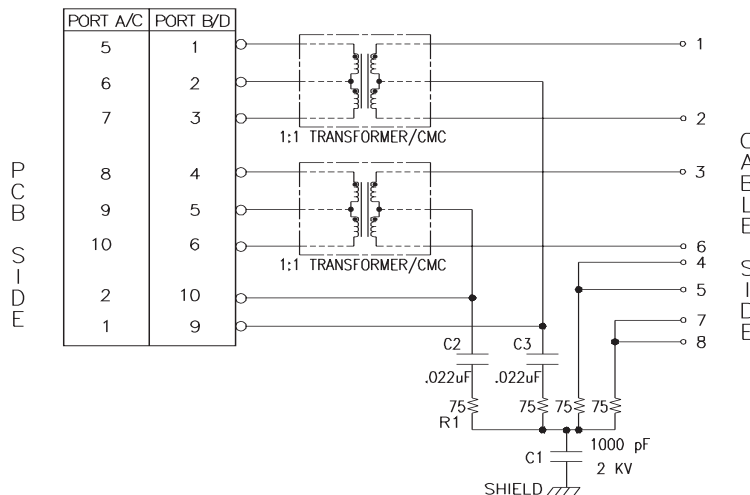 PORT A/C PORT B/D
5 1 1
6 2
7 3 2
1:1 TRANSFORMER/CMC
8 4 3
9 5
10 6 6
1:1 TRANSFORMER/CMC
4
2 10 5
1 9 7
8
PCB SIDE
CABLE SIDE
C2 C3
.022uF .022uF
75 75 75 75
R1
C1 1000 pF
2 KV
SHIELD